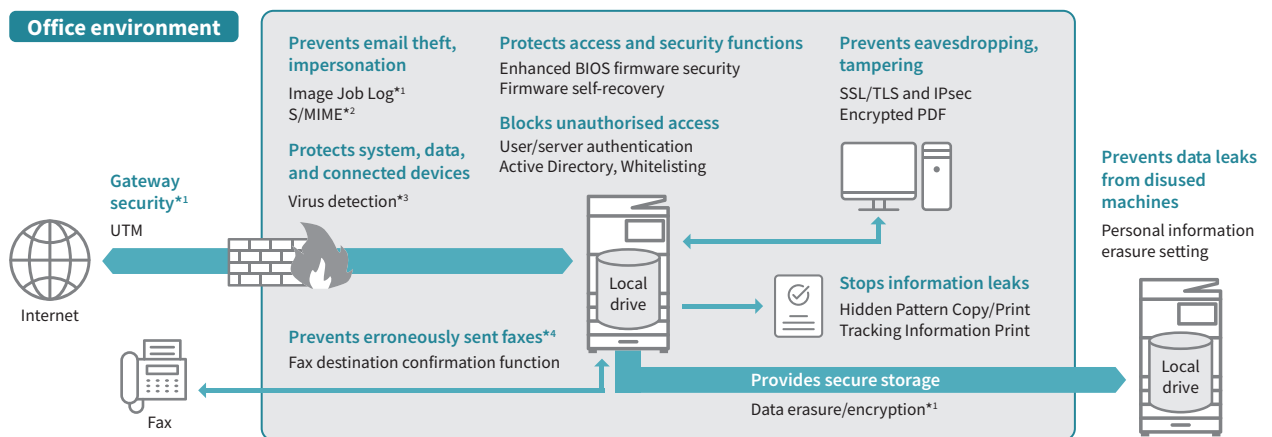 Office environment
Prevents email theft,
impersonation
Image Job Log*1
S/MIME*2
Protects system, data,
and connected devices
Virus detection*3
Protects access and security functions
Enhanced BIOS firmware security
Firmware self-recovery
Blocks unauthorised access
User/server authentication
Active Directory, Whitelisting
Prevents eavesdropping,
tampering
SSL/TLS and IPsec
Encrypted PDF
Gateway
security*1
UTM
Internet
Local
drive
Prevents data leaks
from disused
machines
Personal information
erasure setting
Stops information leaks
Hidden Pattern Copy/Print
Tracking Information Print
Prevents erroneously sent faxes*4
Fax destination confirmation function
Fax
Provides secure storage
Data erasure/encryption*1
Local
drive